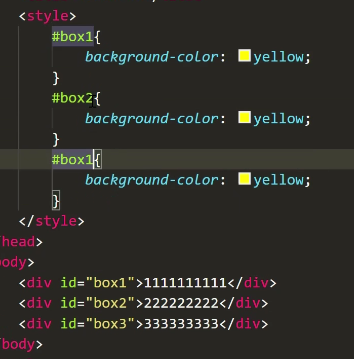 <style>
#box1{
background-color: yellow;
}
#box2{
background-color: yellow;
}
#box1{
background-color: yellow;
}
</style>
/head>
body>
<div id="box1">1111111111</div>
<div id="box2">222222222</div>
<div id="box3">333333333</div>
/body>